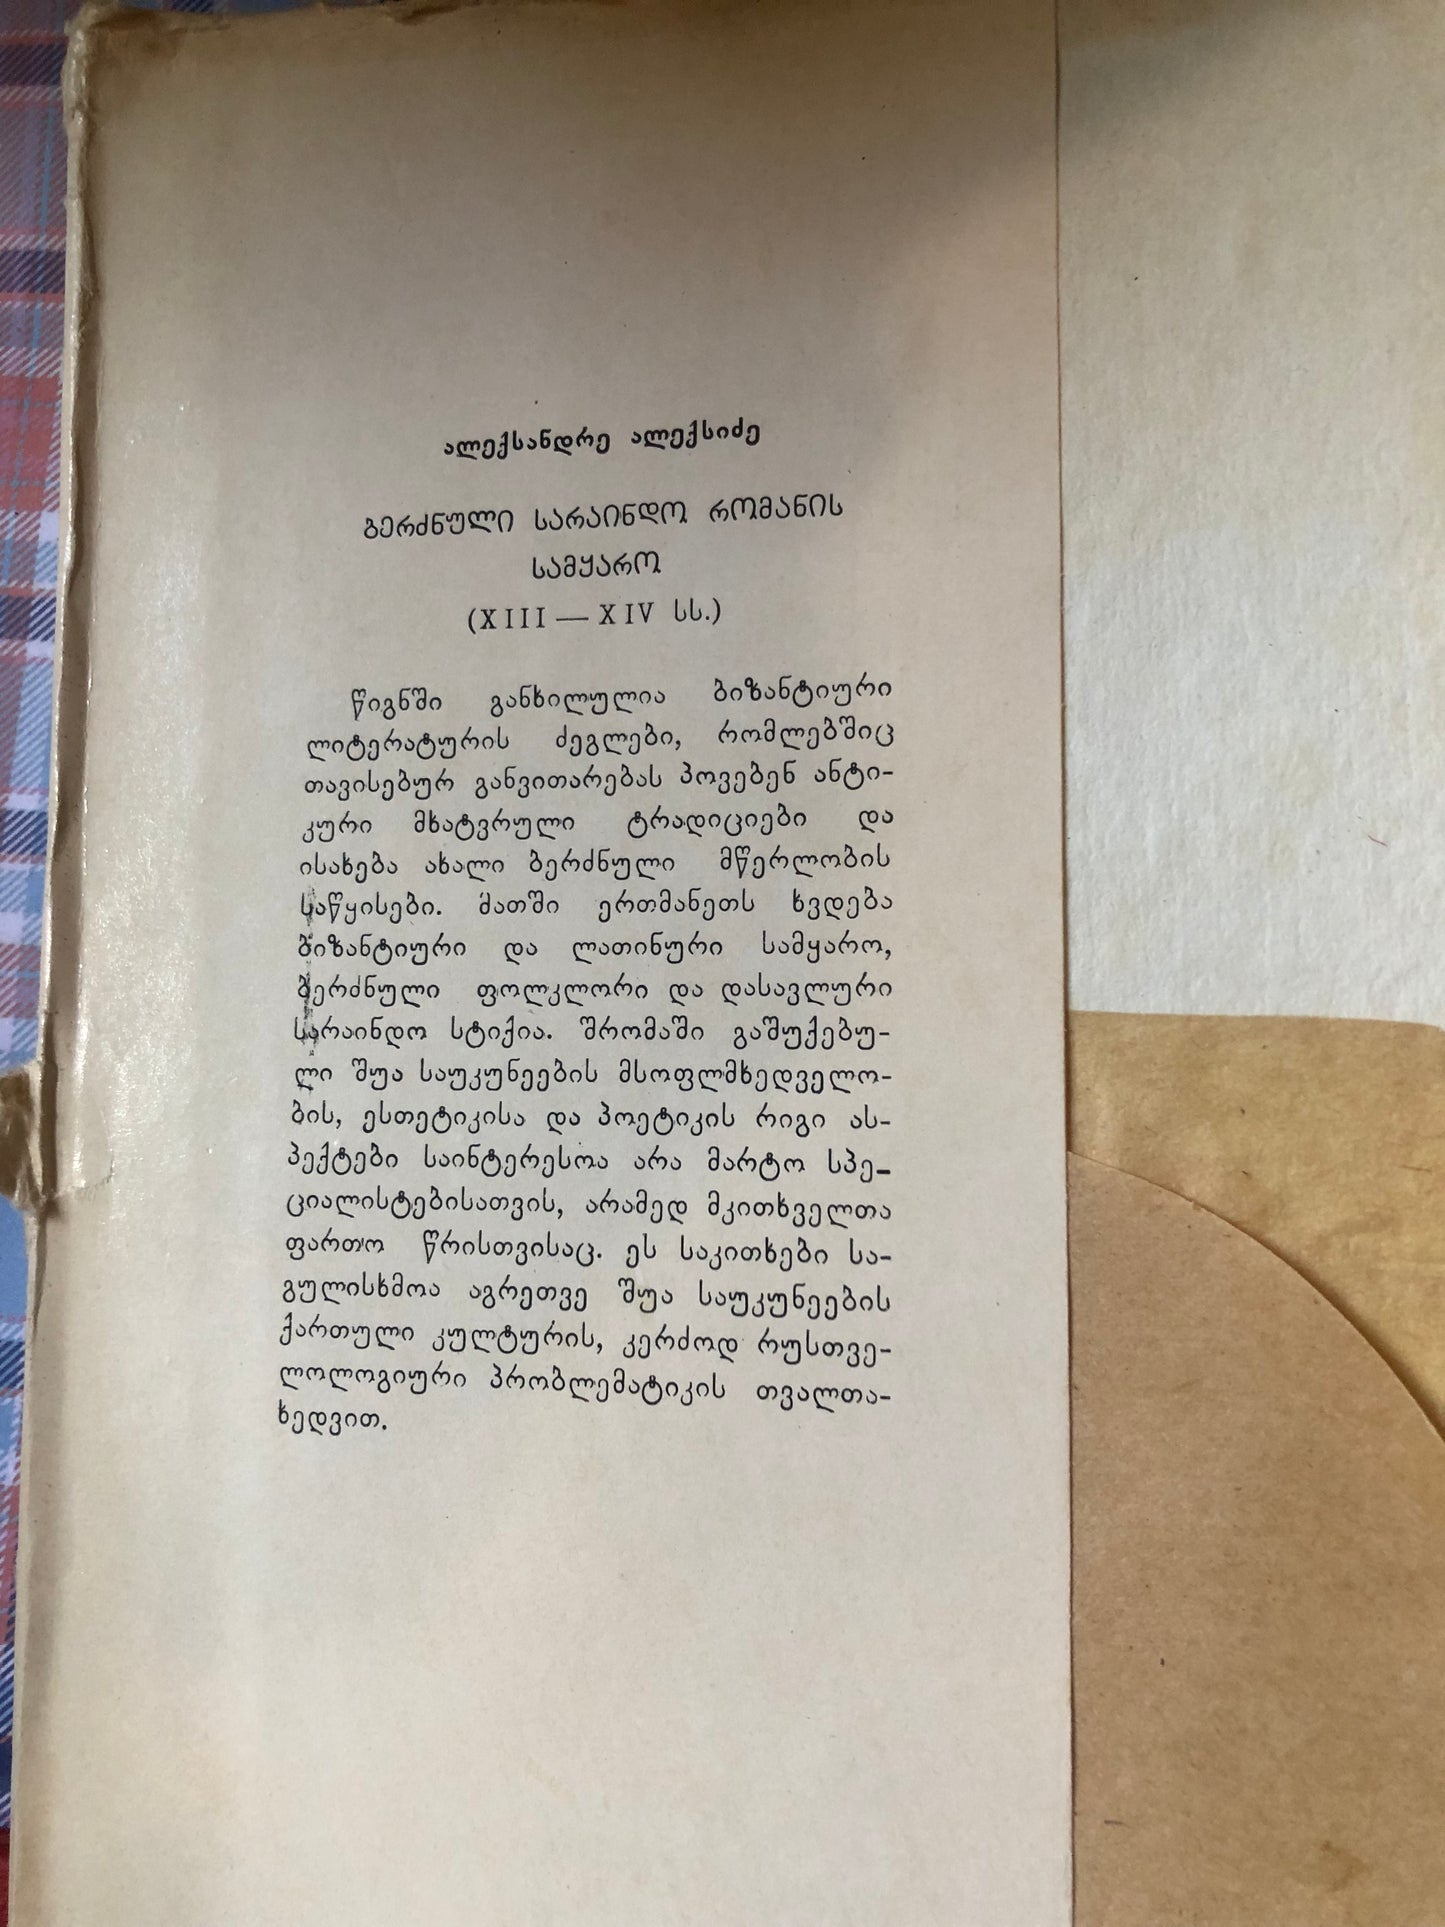 ალექსანდრე ალექსიძე
ბერძნული სარაინდო რომანის
სამყარო
(XIII — XIV სს.)
წიგნში განხილულია ბიზანტიური
ლიტერატურის ძეგლები, რომლებშიც
თავისებურ განვითარებას პოვებენ ანტი-
კური მხატვრული ტრადიციები და
ისახება ახალი ბერძნული მწერლობის
საწყისები. მათში ერთმანეთს ხვდება
ბიზანტიური და ლათინური სამყარო,
ბერძნული ფოლკლორი და დასავლური
სარაინდო სტიქია. შრომაში გაშუქებუ-
ლი შუა საუკუნეების მსოფლმხედველო-
ბის, ესთეტიკისა და პოეტიკის რიგი ას-
პექტები საინტერესოა არა მარტო სპე-
ციალისტებისათვის, არამედ მკითხველთა
ფართო წრისთვისაც. ეს საკითხები სა-
გულისხმოა აგრეთვე შუა საუკუნეების
ქართული კულტურის, კერძოდ რუსთვე-
ლოლოგიური პრობლემატიკის თვალთა-
ხედვით.